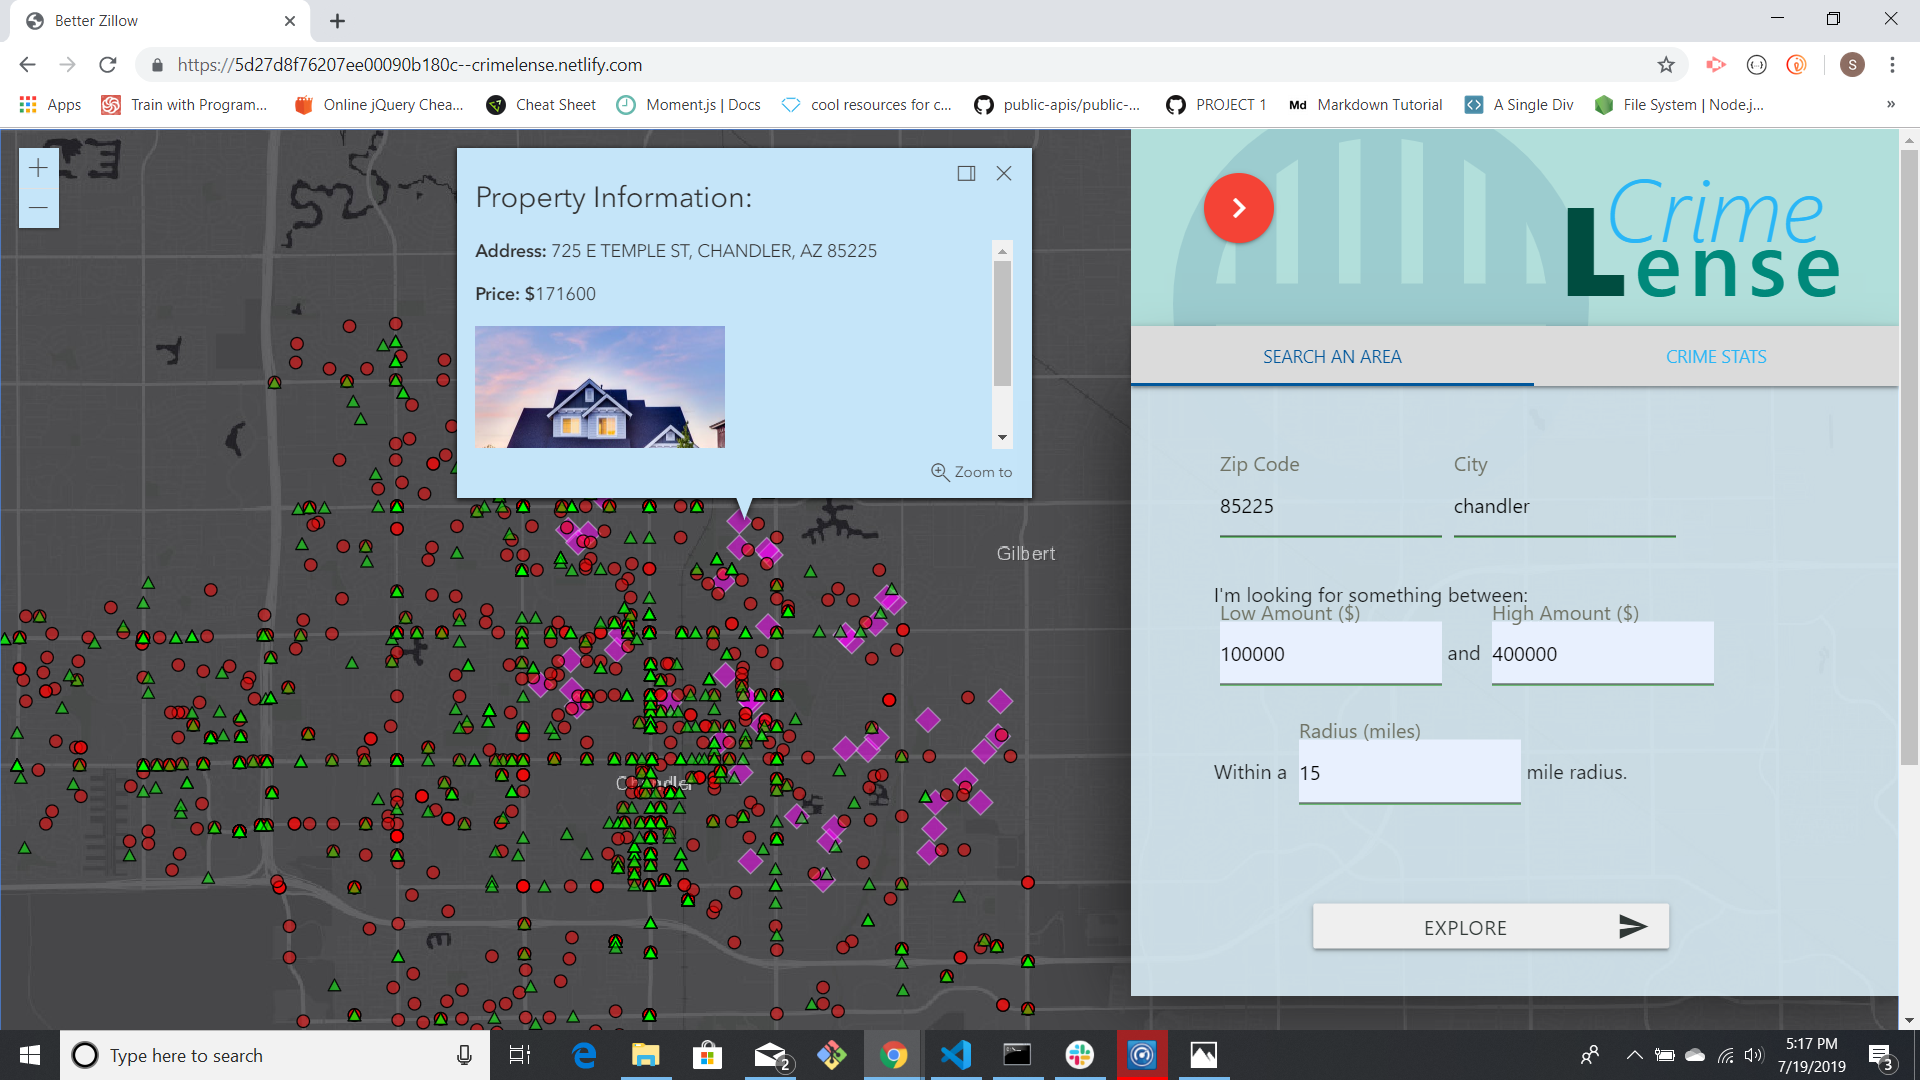 Better Zillow
https://5d27d8f76207ee00090b180c--crimelense.netlify.com
S
Apps
Train with Program...
Online jQuery Chea...
Cheat Sheet
Moment.js | Docs
cool resources for c...
public-apis/public-...
PROJECT 1
Md Markdown Tutorial
A Single Div
File System | Node.j...
»
Property Information:
Address: 725 E TEMPLE ST, CHANDLER, AZ 85225
Price: $171600
Zoom to
Gilbert
Chandler
Crime
Lense
SEARCH AN AREA
CRIME STATS
Zip Code
City
85225
chandler
I'm looking for something between:
Low Amount ($)
High Amount ($)
100000 and 400000
Radius (miles)
Within a 15 mile radius.
EXPLORE
Type here to search
2
5:17 PM
7/19/2019
3